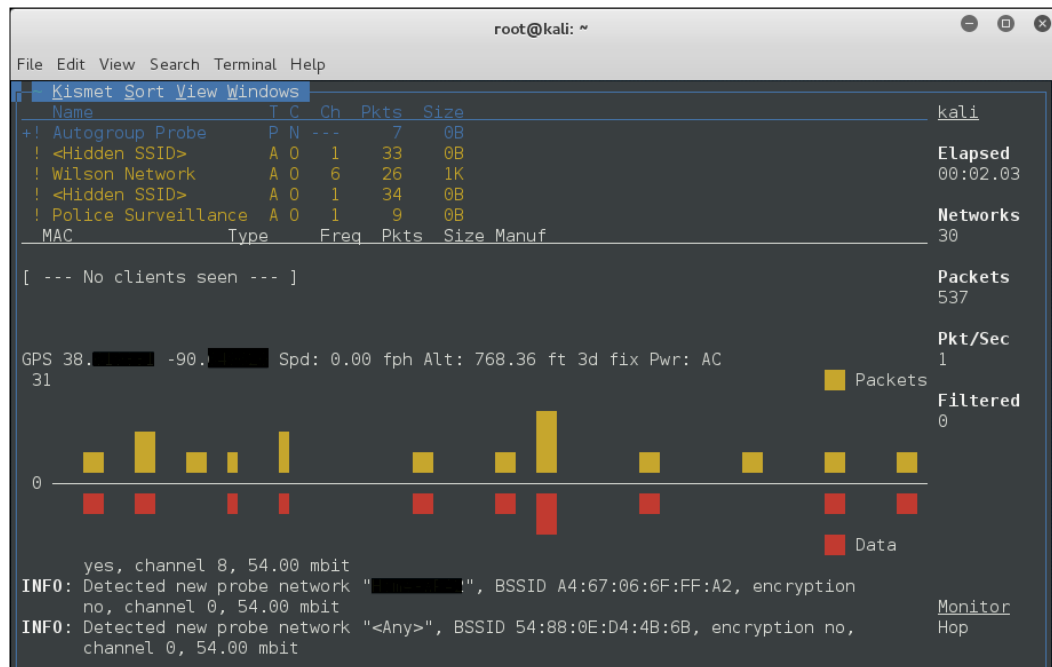 root@kali: ~
File Edit View Search Terminal Help
~ Kismet Sort View Windows
Name T C Ch Pkts Size
kali
+! Autogroup Probe P N --- 7 0B
! <Hidden SSID> A O 1 33 0B
Elapsed
! Wilson Network A O 6 26 1K
00:02.03
! <Hidden SSID> A O 1 34 0B
! Police Surveillance A O 1 9 0B
Networks
MAC Type Freq Pkts Size Manuf
30
[ --- No clients seen --- ]
Packets
537
Pkt/Sec
GPS 38. -90. Spd: 0.00 fph Alt: 768.36 ft 3d fix Pwr: AC
1
31
Packets
Filtered
0
0
Data
yes, channel 8, 54.00 mbit
INFO: Detected new probe network "", BSSID A4:67:06:6F:FF:A2, encryption
no, channel 0, 54.00 mbit
Monitor
INFO: Detected new probe network "<Any>", BSSID 54:88:0E:D4:4B:6B, encryption no,
Hop
channel 0, 54.00 mbit